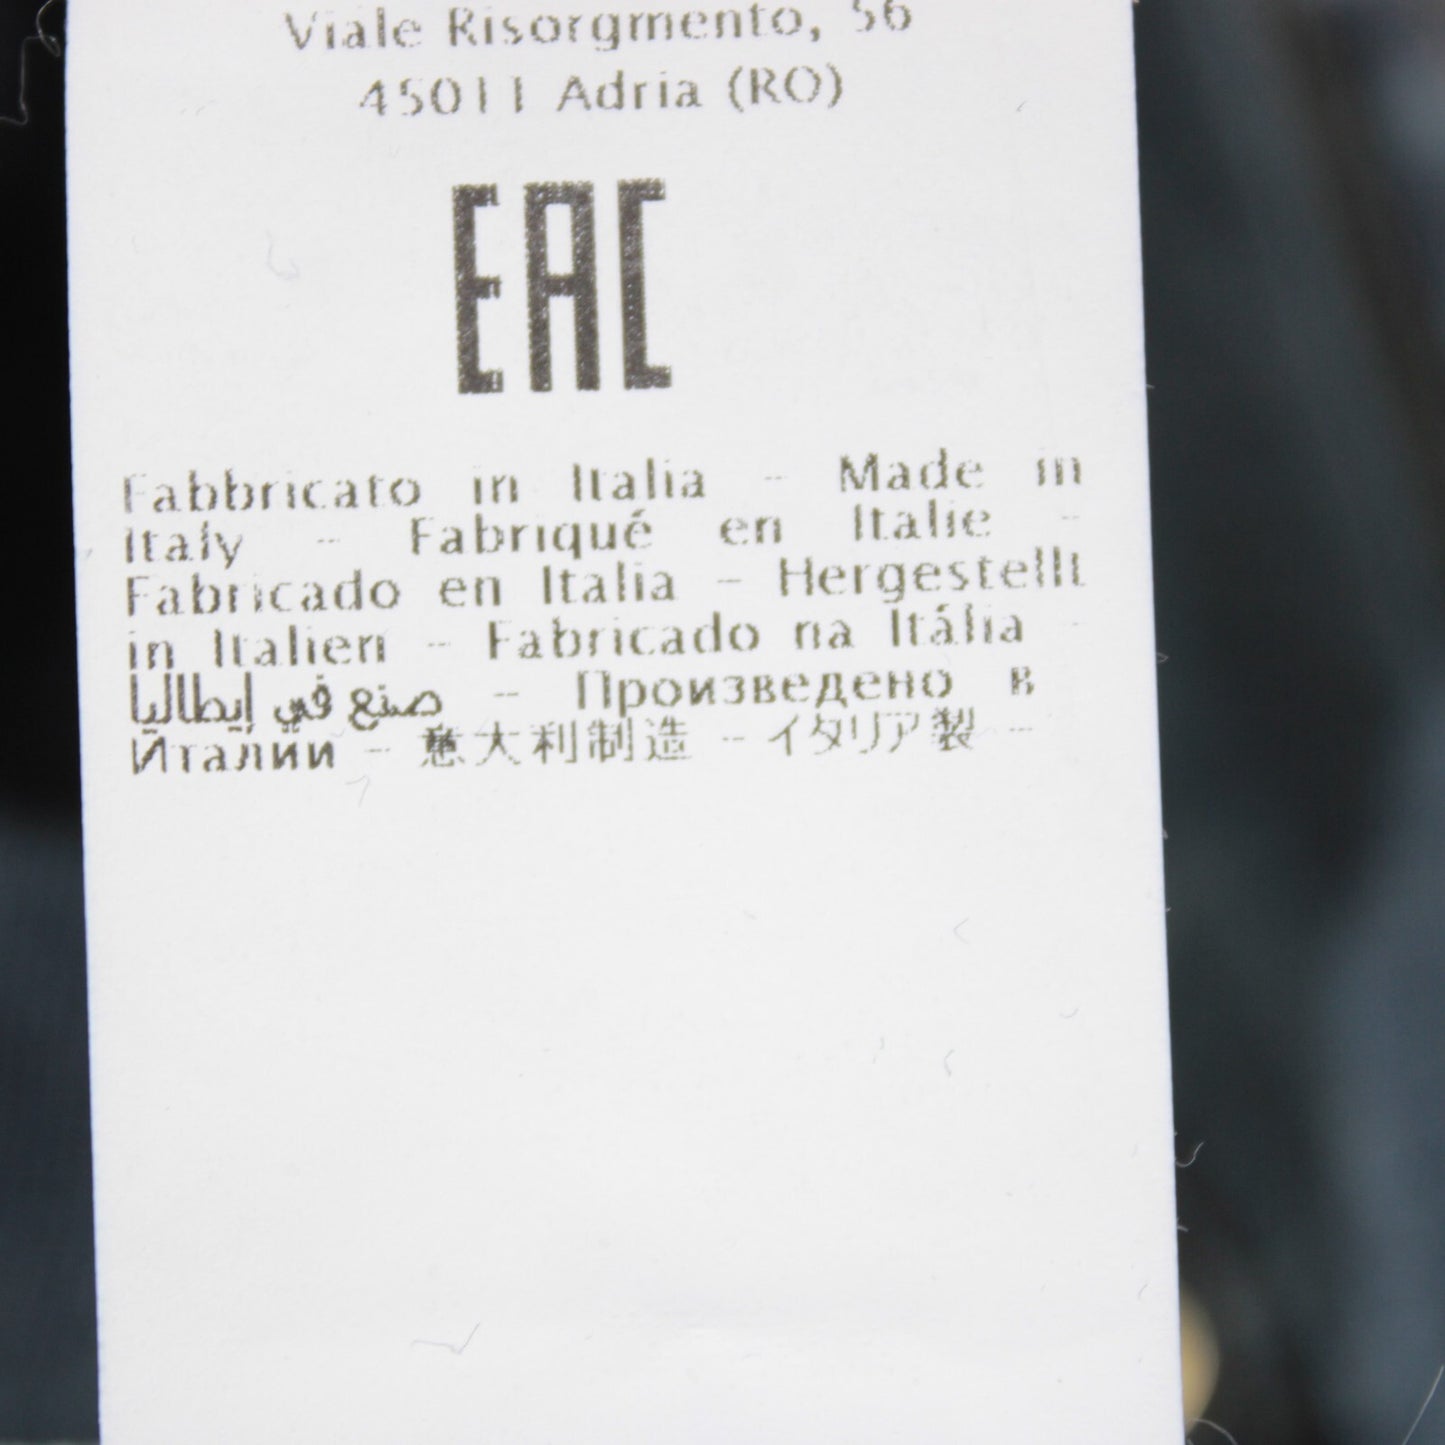 Viale Risorgmento, 56
45011 Adria (RO)
EAC
Fabbricato in Italia - Made in
Italy - Fabriqué en Italie -
Fabricado en Italia - Hergestellt
in Italien - Fabricado na Itália -
صنع في إيطاليا - Произведено в
Италии - 意大利制造 - イタリア製 -